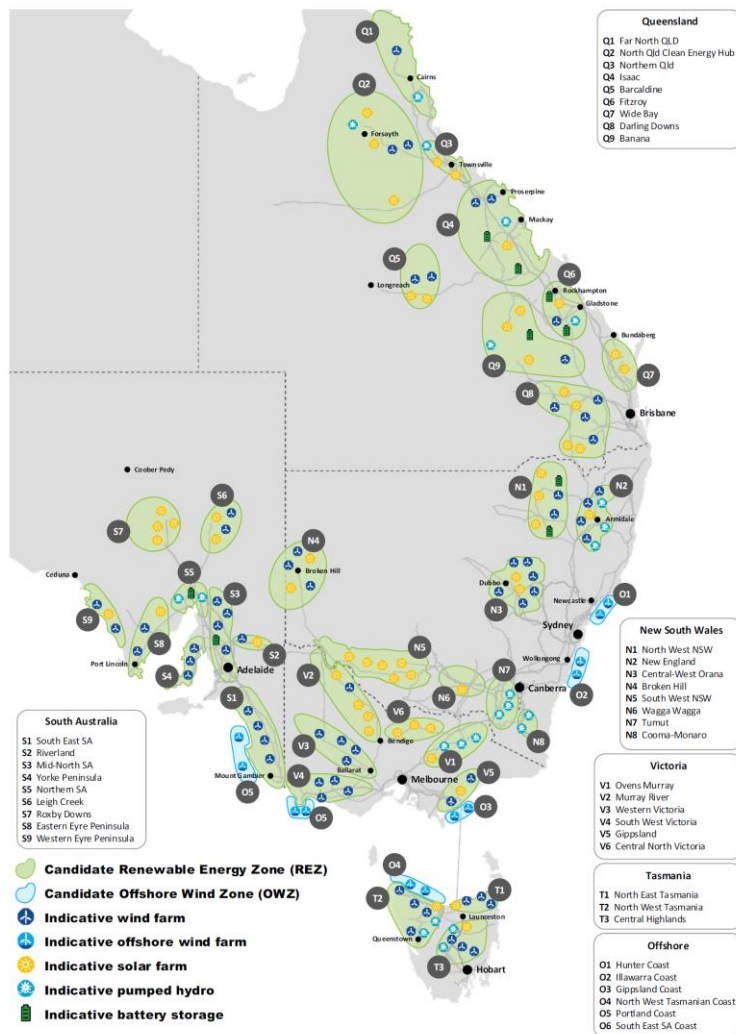 Queensland
Q1 Far North QLD
Q2 North Qld Clean Energy Hub
Q3 Northern Qld
Q4 Isaac
Q5 Barcaldine
Q6 Fitzroy
Q7 Wide Bay
Q8 Darling Downs
Q9 Banana
Q1
Cairns
Q2
Forsyth
Q3
Townsville
Proserpine
Q4
Mackay
Q5
Longreach
Q6
Rockhampton
Gladstone
Bundaberg
Q9
Q7
Q8
Brisbane
Coober Pedy
N1
N2
S6
Armidale
S7
N4
Broken Hill
Ceduna
S5
S3
Dubbo
Newcastle
O1
N3
S9
S8
Sydney
Port Lincoln
S4
Adelaide
S2
N5
Wollongong
O2
V2
N7
Canberra
N6
S1
V6
Bendigo
N8
V3
V1
Mount Gambier
Ballarat
V4
Melbourne
V5
O5
O5
O3
New South Wales
N1 North West NSW
N2 New England
N3 Central-West Orana
N4 Broken Hill
N5 South West NSW
N6 Wagga Wagga
N7 Tumut
N8 Cooma-Monaro
South Australia
S1 South East SA
S2 Riverland
S3 Mid-North SA
S4 Yorke Peninsula
S5 Northern SA
S6 Leigh Creek
S7 Roxby Downs
S8 Eastern Eyre Peninsula
S9 Western Eyre Peninsula
Victoria
V1 Ovens Murray
V2 Murray River
V3 Western Victoria
V4 South West Victoria
V5 Gippsland
V6 Central North Victoria
O4
T2
T1
Launceston
Queenstown
T3
Hobart
Tasmania
T1 North East Tasmania
T2 North West Tasmania
T3 Central Highlands
Offshore
O1 Hunter Coast
O2 Illawarra Coast
O3 Gippsland Coast
O4 North West Tasmanian Coast
O5 Portland Coast
O6 South East SA Coast
Candidate Renewable Energy Zone (REZ)
Candidate Offshore Wind Zone (OWZ)
Indicative wind farm
Indicative offshore wind farm
Indicative solar farm
Indicative pumped hydro
Indicative battery storage